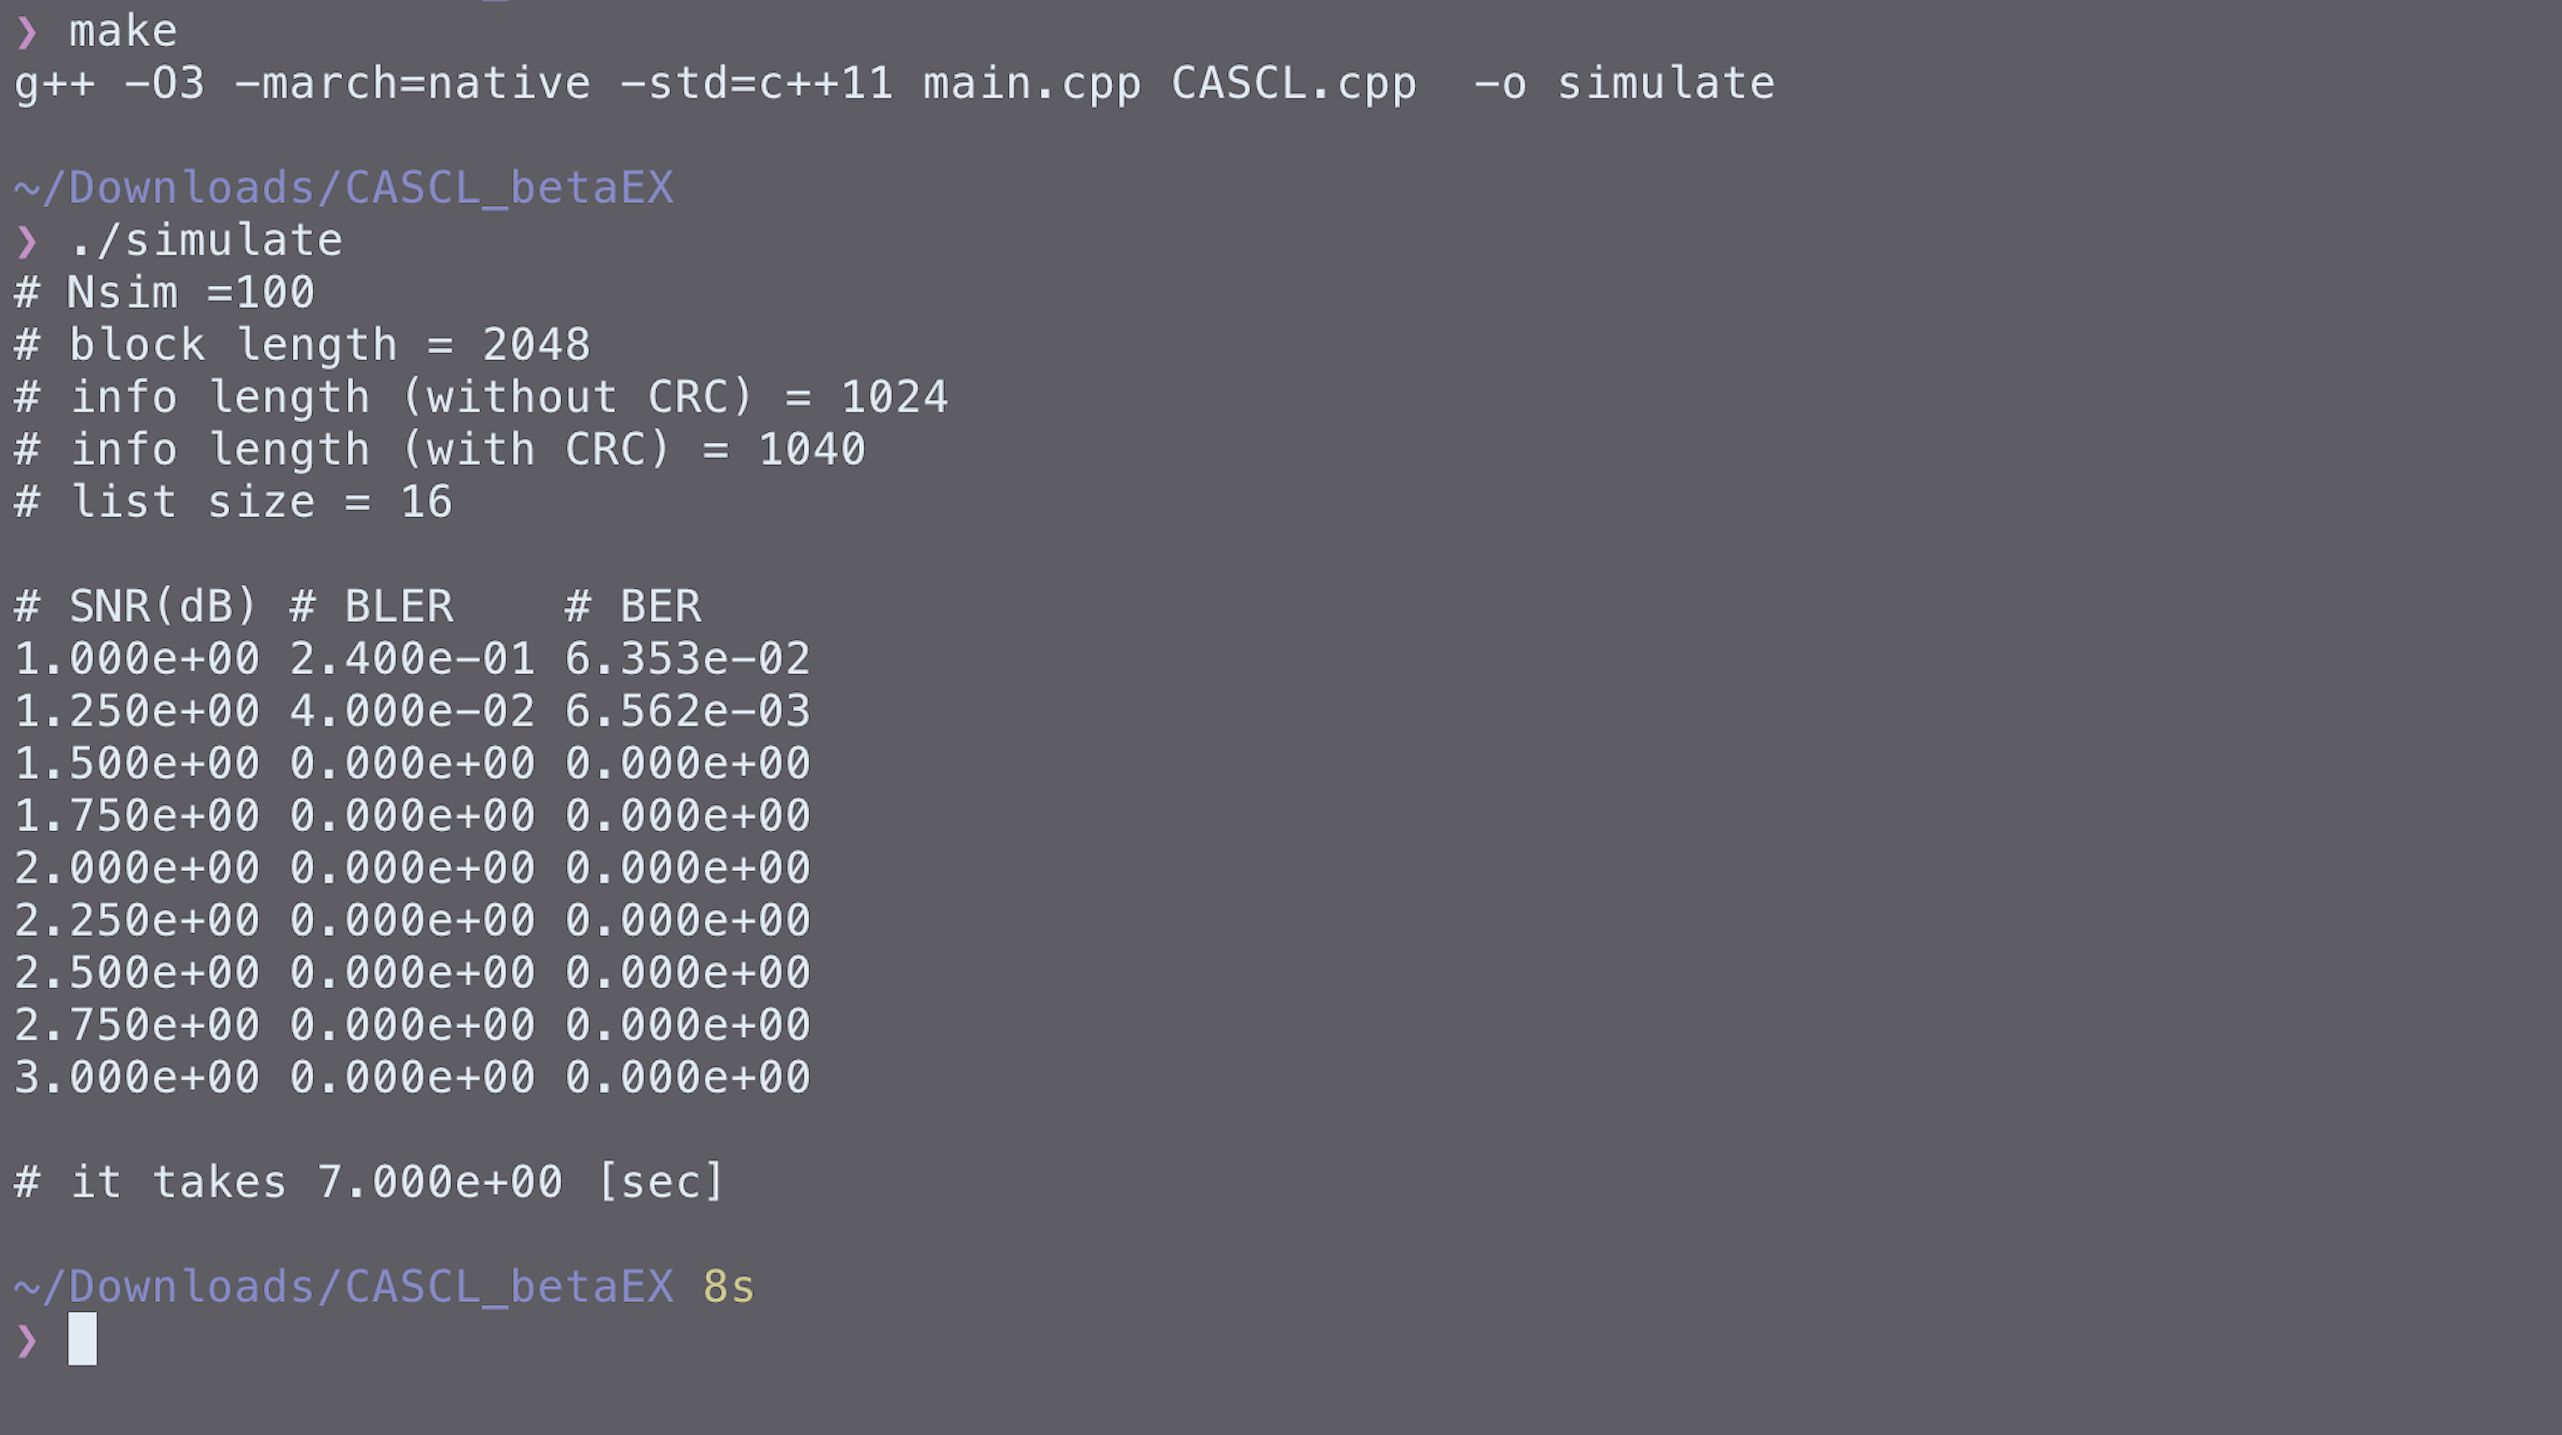 ❯ make
g++ -O3 -march=native -std=c++11 main.cpp CASCL.cpp  -o simulate
~/Downloads/CASCL_betaEX
❯ ./simulate
# Nsim =100
# block length = 2048
# info length (without CRC) = 1024
# info length (with CRC) = 1040
# list size = 16
# SNR(dB) # BLER    # BER
1.000e+00 2.400e-01 6.353e-02
1.250e+00 4.000e-02 6.562e-03
1.500e+00 0.000e+00 0.000e+00
1.750e+00 0.000e+00 0.000e+00
2.000e+00 0.000e+00 0.000e+00
2.250e+00 0.000e+00 0.000e+00
2.500e+00 0.000e+00 0.000e+00
2.750e+00 0.000e+00 0.000e+00
3.000e+00 0.000e+00 0.000e+00
# it takes 7.000e+00 [sec]
~/Downloads/CASCL_betaEX 8s
❯